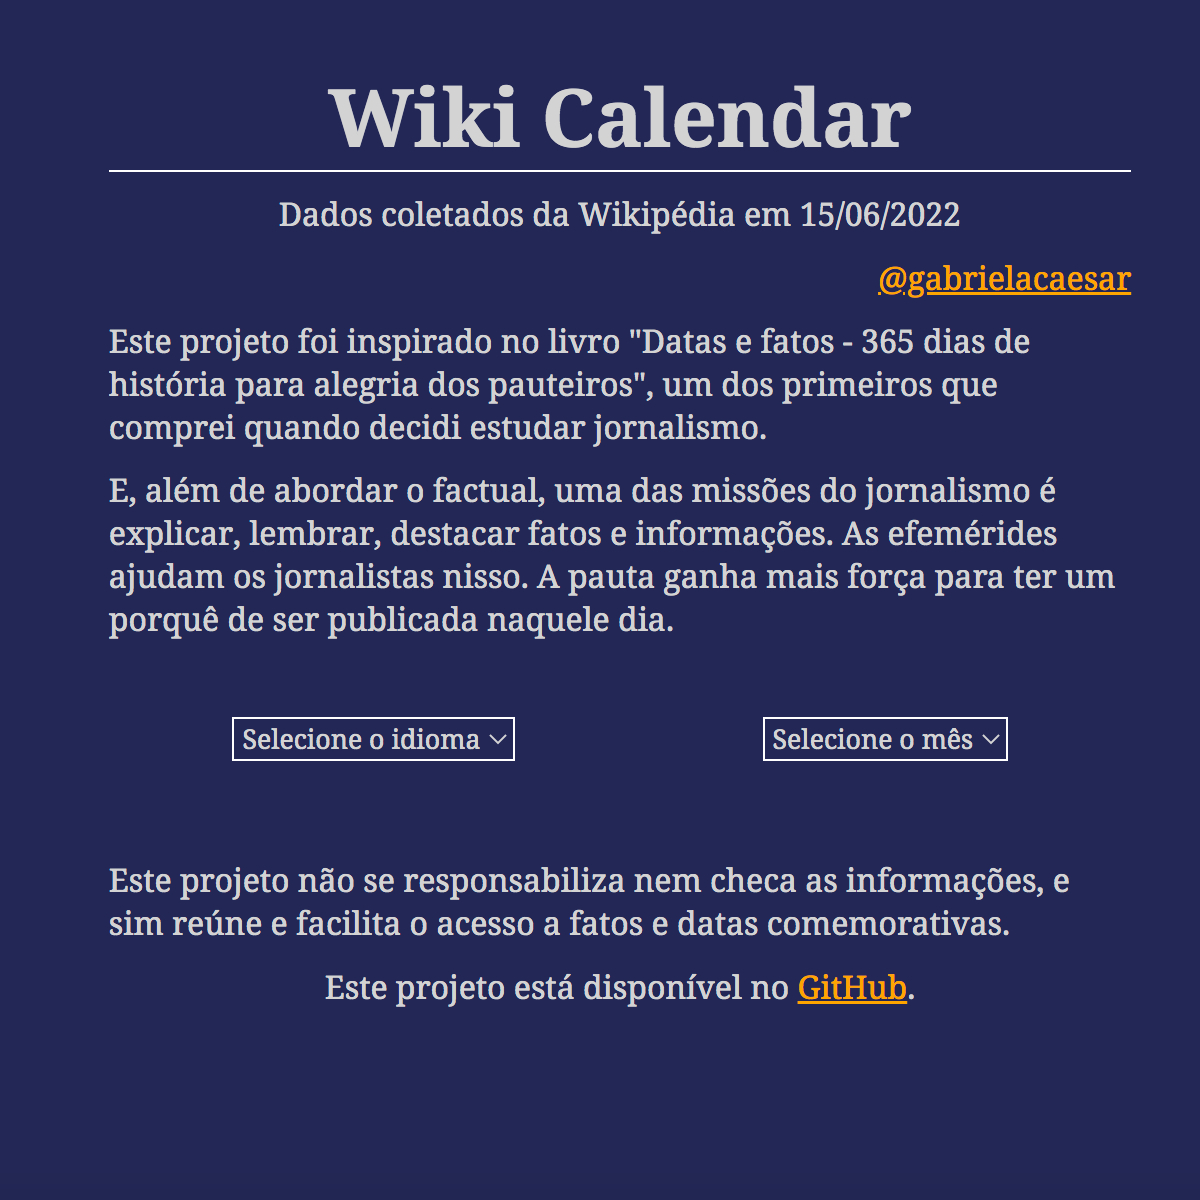 Wiki Calendar
Dados coletados da Wikipédia em 15/06/2022
@gabrielacaesar
Este projeto foi inspirado no livro "Datas e fatos - 365 dias de
história para alegria dos pauteiros", um dos primeiros que
comprei quando decidi estudar jornalismo.
E, além de abordar o factual, uma das missões do jornalismo é
explicar, lembrar, destacar fatos e informações. As efemérides
ajudam os jornalistas nisso. A pauta ganha mais força para ter um
porquê de ser publicada naquele dia.
Selecione o idioma
Selecione o mês
Este projeto não se responsabiliza nem checa as informações, e
sim reúne e facilita o acesso a fatos e datas comemorativas.
Este projeto está disponível no GitHub.